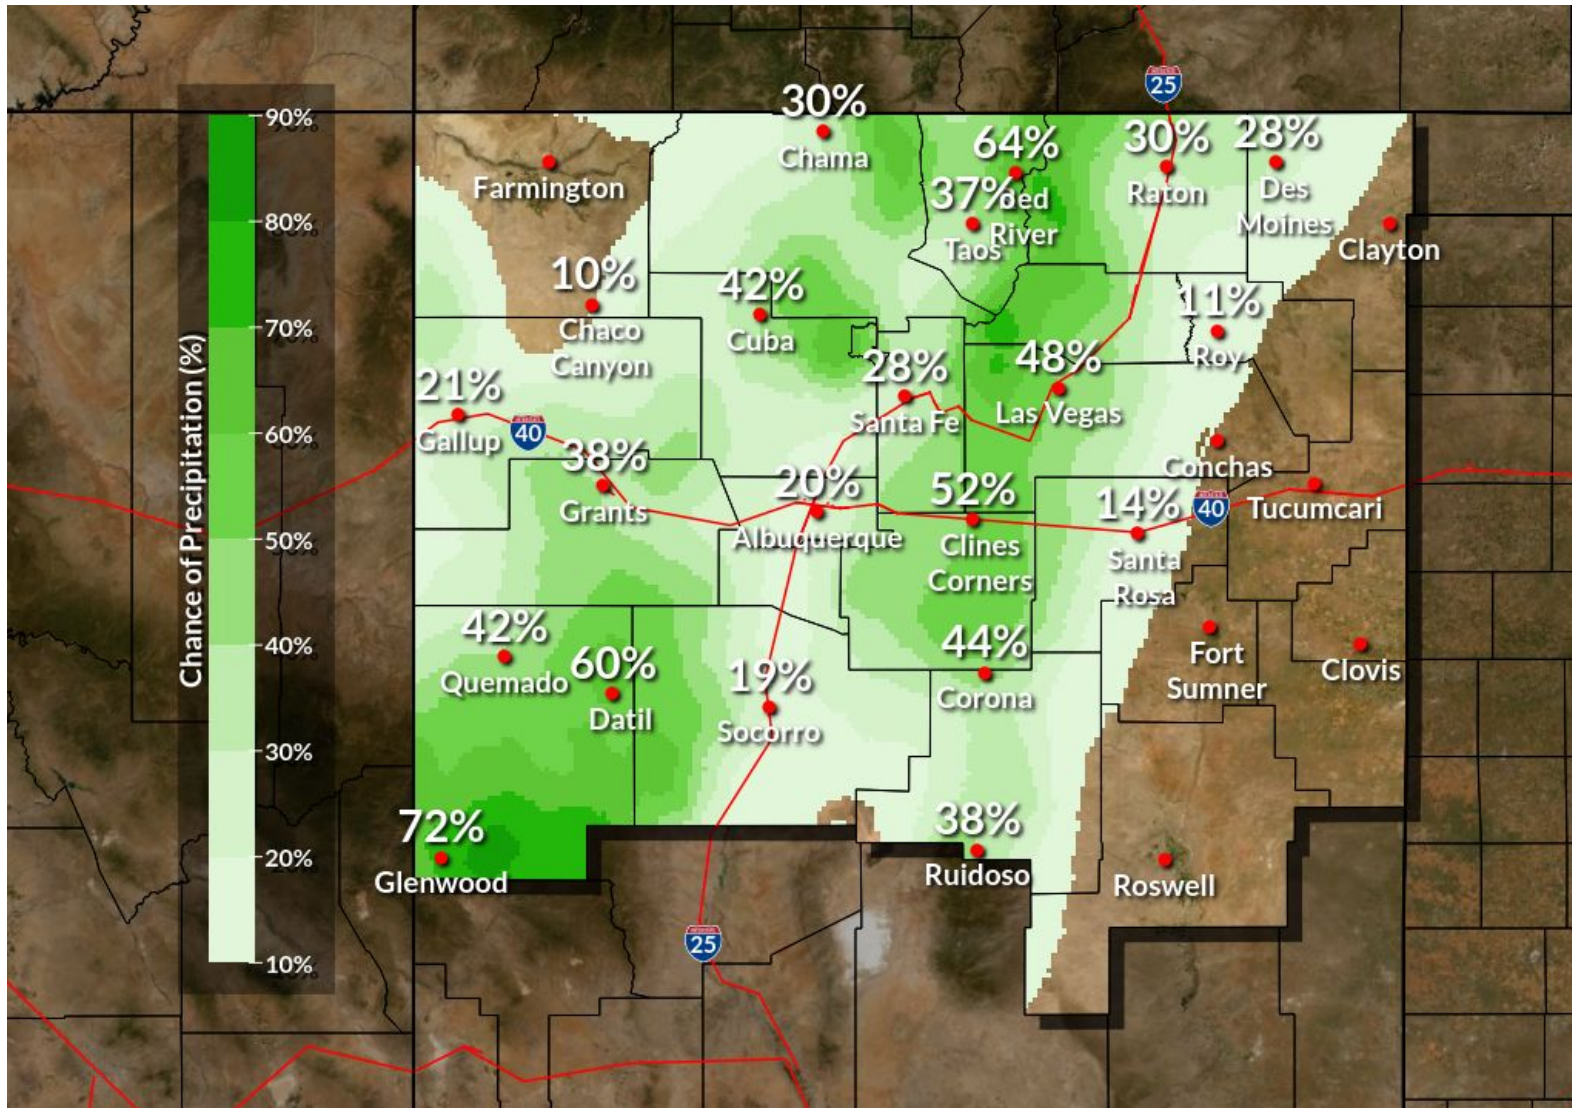 25
90%
30%
Chama
64%
30%
28%
Farmington
37%
Red
Raton
Des
80%
River
Moines
Taos
Clayton
10%
42%
11%
70%
Chaco
Cuba
Canyon
28%
48%
Roy
21%
Santa Fe
Las Vegas
Gallup
40
60%
38%
Conchas
Grants
20%
52%
14%
40
Tucumcari
Albuquerque
Clines
Santa
50%
Corners
Rosa
Chance of Precipitation (%)
42%
60%
44%
Fort
40%
Quemado
19%
Sumner
Clovis
Datil
Socorro
Corona
30%
72%
38%
20%
Glenwood
Ruidoso
Roswell
25
10%